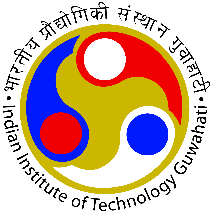 भारतीय प्रौद्योगिकी संस्थान गुवाहाटी
Indian Institute of Technology Guwahati